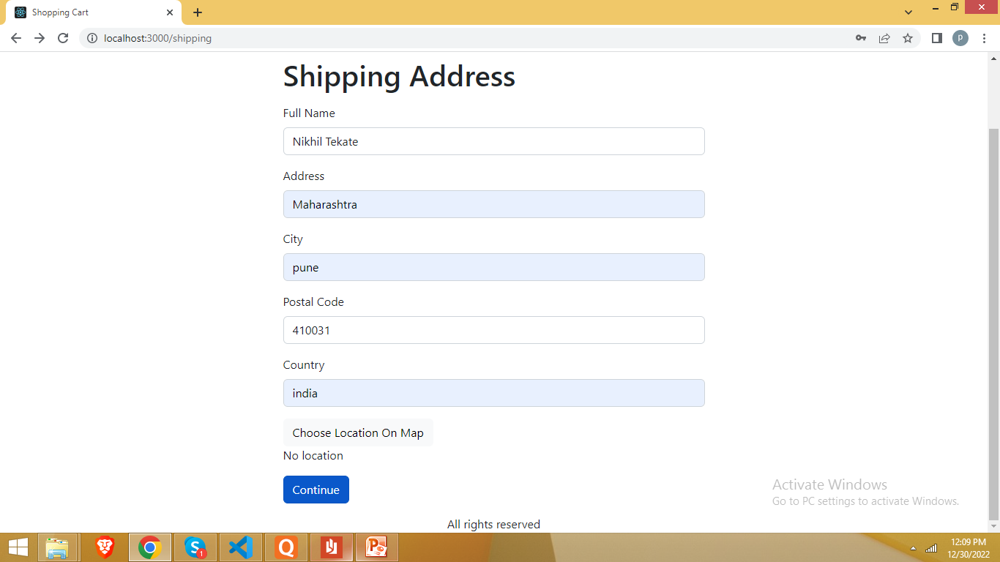 Shopping Cart
localhost:3000/shipping
P
Shipping Address
Full Name
Nikhil Tekate
Address
Maharashtra
City
pune
Postal Code
410031
Country
india
Choose Location On Map
No location
Continue
Activate Windows
Go to PC settings to activate Windows.
All rights reserved
S 1
Q
P
12:09 PM
12/30/2022